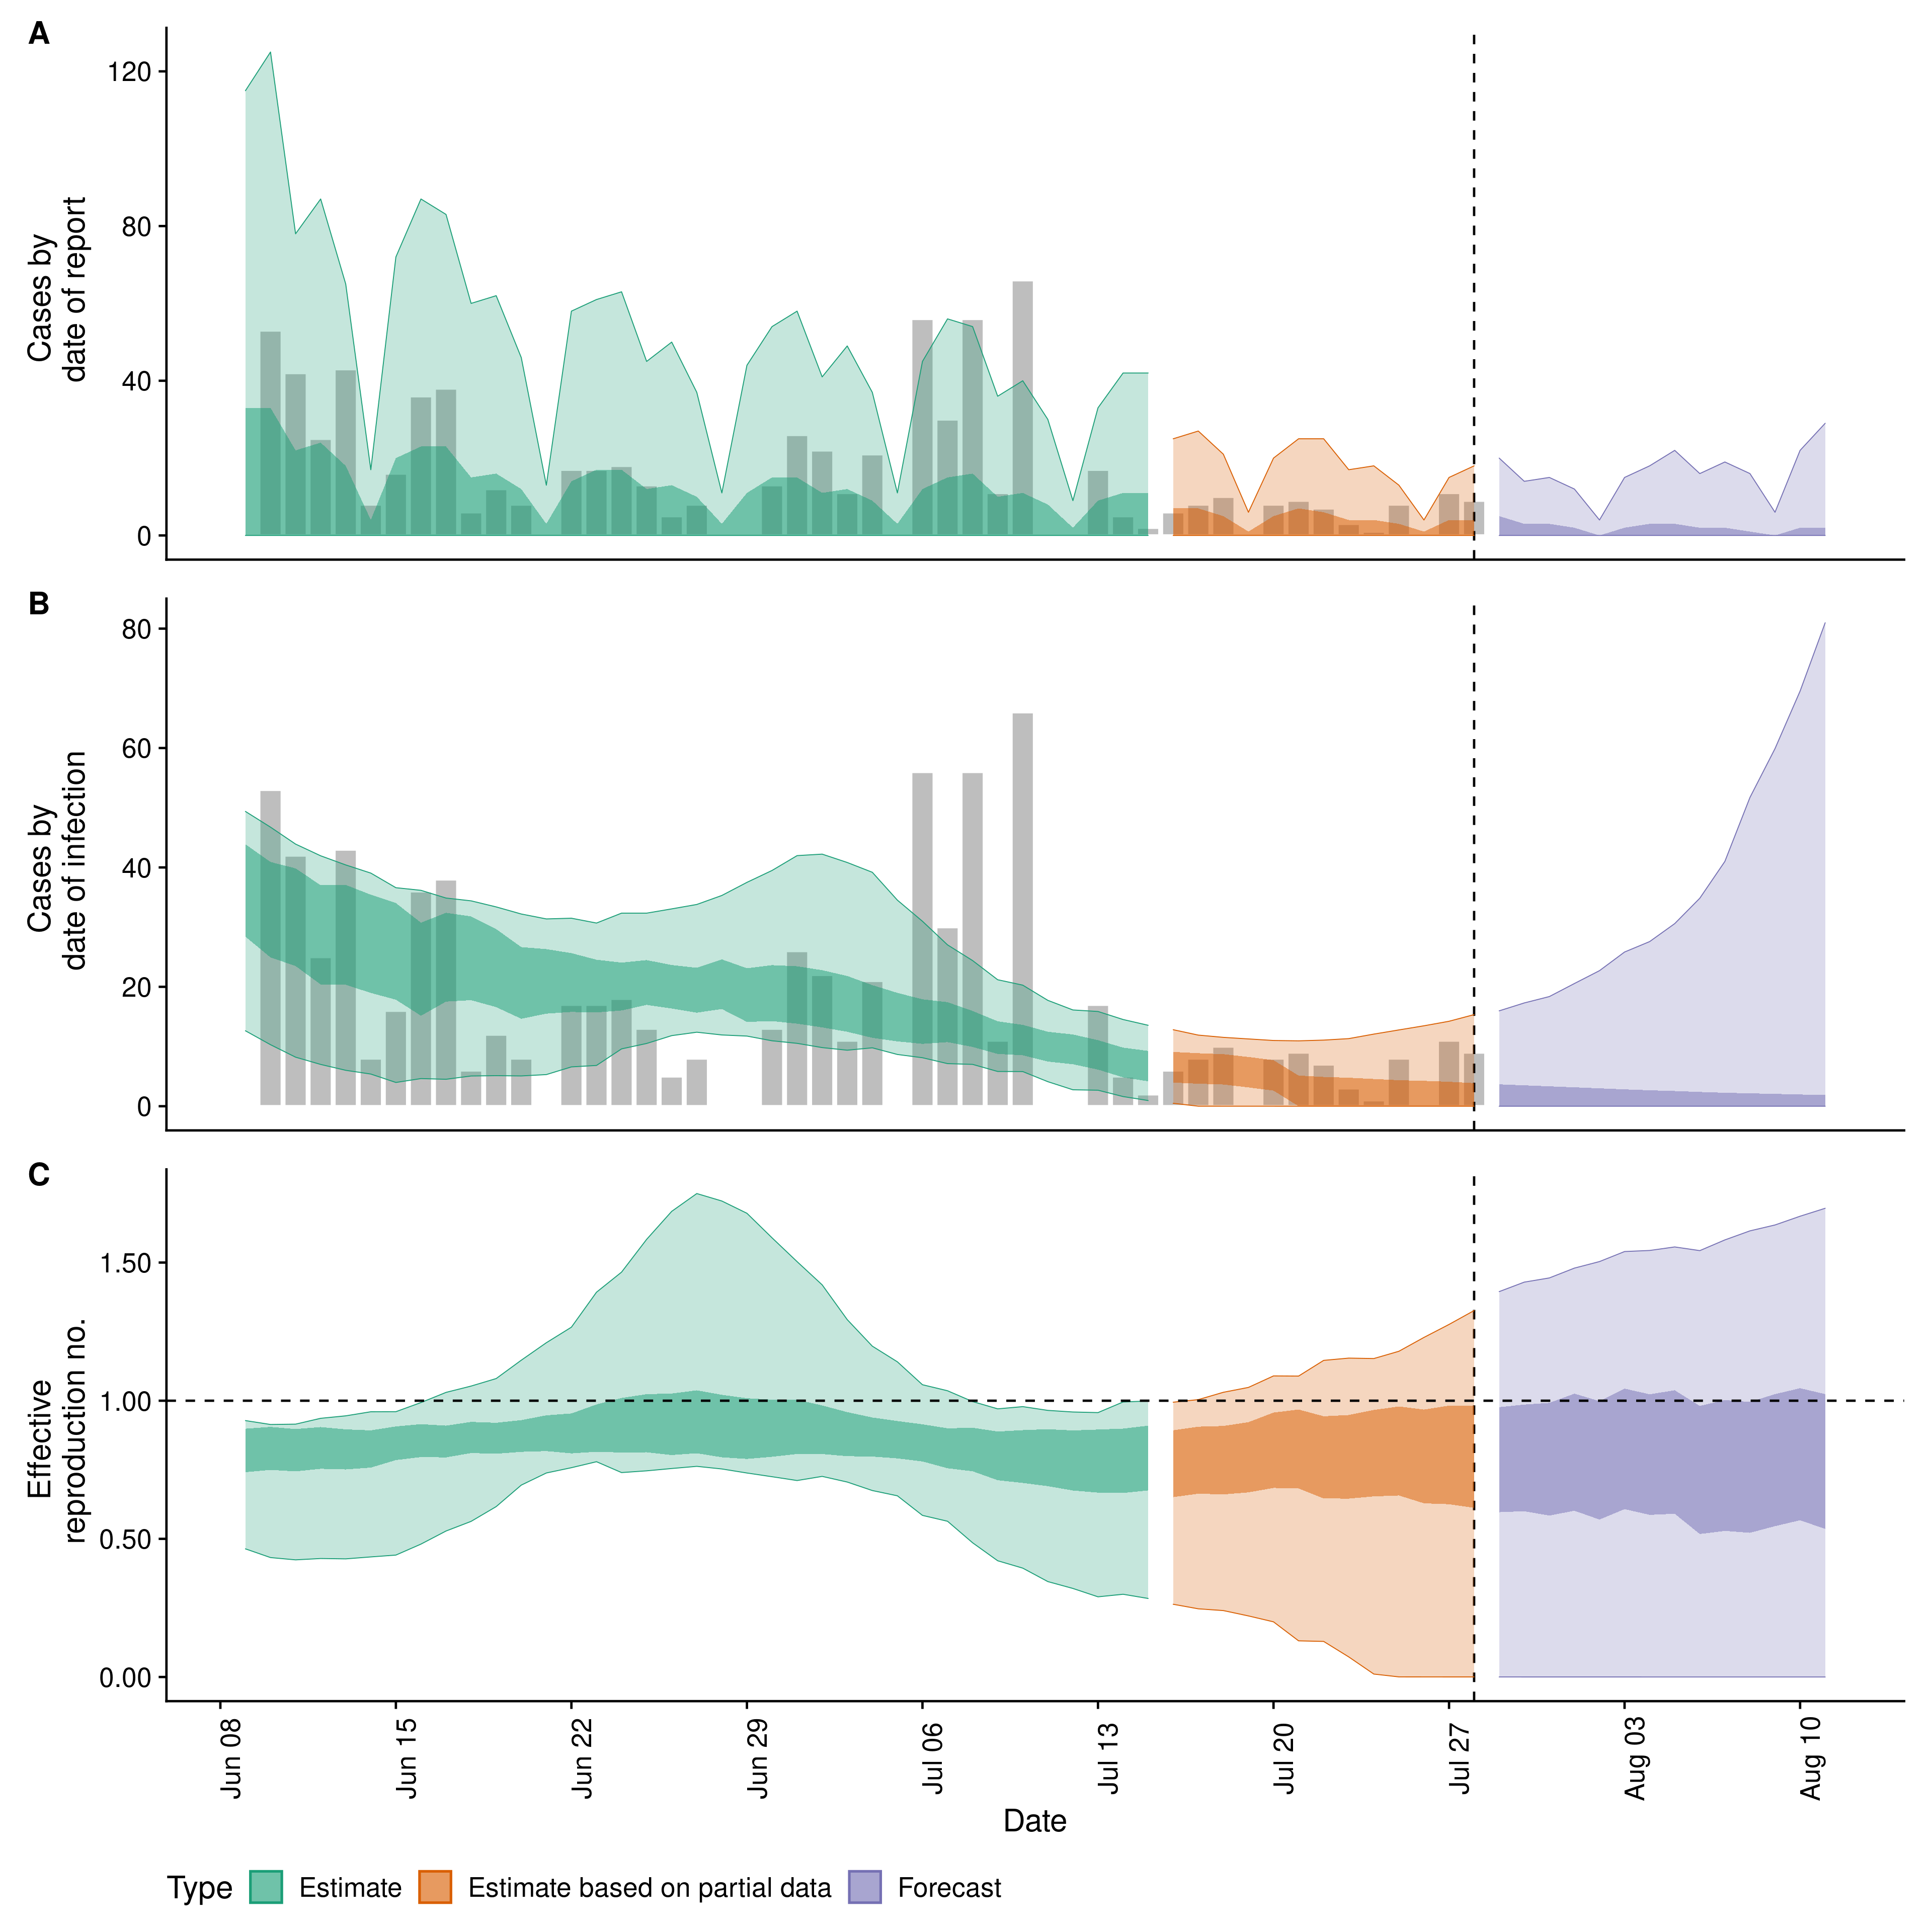 A
120
80
40
0
Cases by
date of report
B
80
60
40
20
0
Cases by
date of infection
C
1.50
1.00
0.50
0.00
Effective
reproduction no.
Jun 08
Jun 15
Jun 22
Jun 29
Jul 06
Jul 13
Jul 20
Jul 27
Aug 03
Aug 10
Date
Type Estimate Estimate based on partial data Forecast